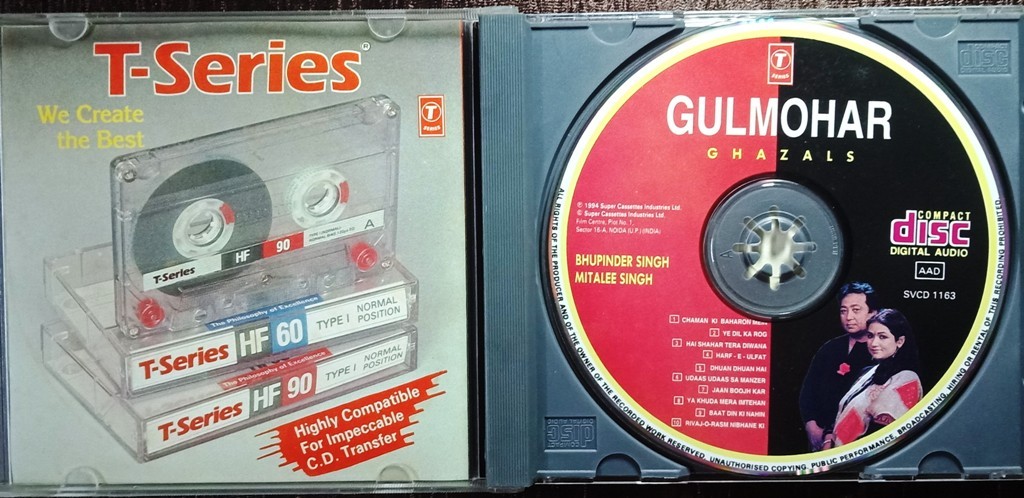 T-Series®
We Create
the Best
T
SERIES
A
HF 90
T-Series
The Philosophy of Excellence
T-Series HF 60 TYPE I NORMAL POSITION
The Philosophy of Excellence
T-Series HF 90 TYPE I NORMAL POSITION
Highly Compatible
For Impeccable
C.D. Transfer
disc
T
SERIES
GULMOHAR
GHAZALS
℗ 1994 Super Cassettes Industries Ltd.
© Super Cassettes Industries Ltd.
Film Centre, Plot No. 1,
Sector 16-A, NOIDA (U.P.) (INDIA)
BHUPINDER SINGH
MITALEE SINGH
COMPACT
disc
DIGITAL AUDIO
AAD
SVCD 1163
1 CHAMAN KI BAHARON MEIN
2 YE DIL KA ROG
3 HAI SHAHAR TERA DIWANA
4 HARF - E - ULFAT
5 DHUAN DHUAN HAI
6 UDAAS UDAAS SA MANZER
7 JAAN BOOJH KAR
8 YA KHUDA MERA BITEHAN
9 BAAT DIN KI NAHIN
10 RIVAJ-O-RASM NIBHANE KI
ALL RIGHTS OF THE PRODUCER AND OF THE OWNER OF THE RECORDED WORK RESERVED. UNAUTHORISED COPYING, PUBLIC PERFORMANCE, BROADCASTING, HIRING OR RENTAL OF THIS RECORDING PROHIBITED.
disc